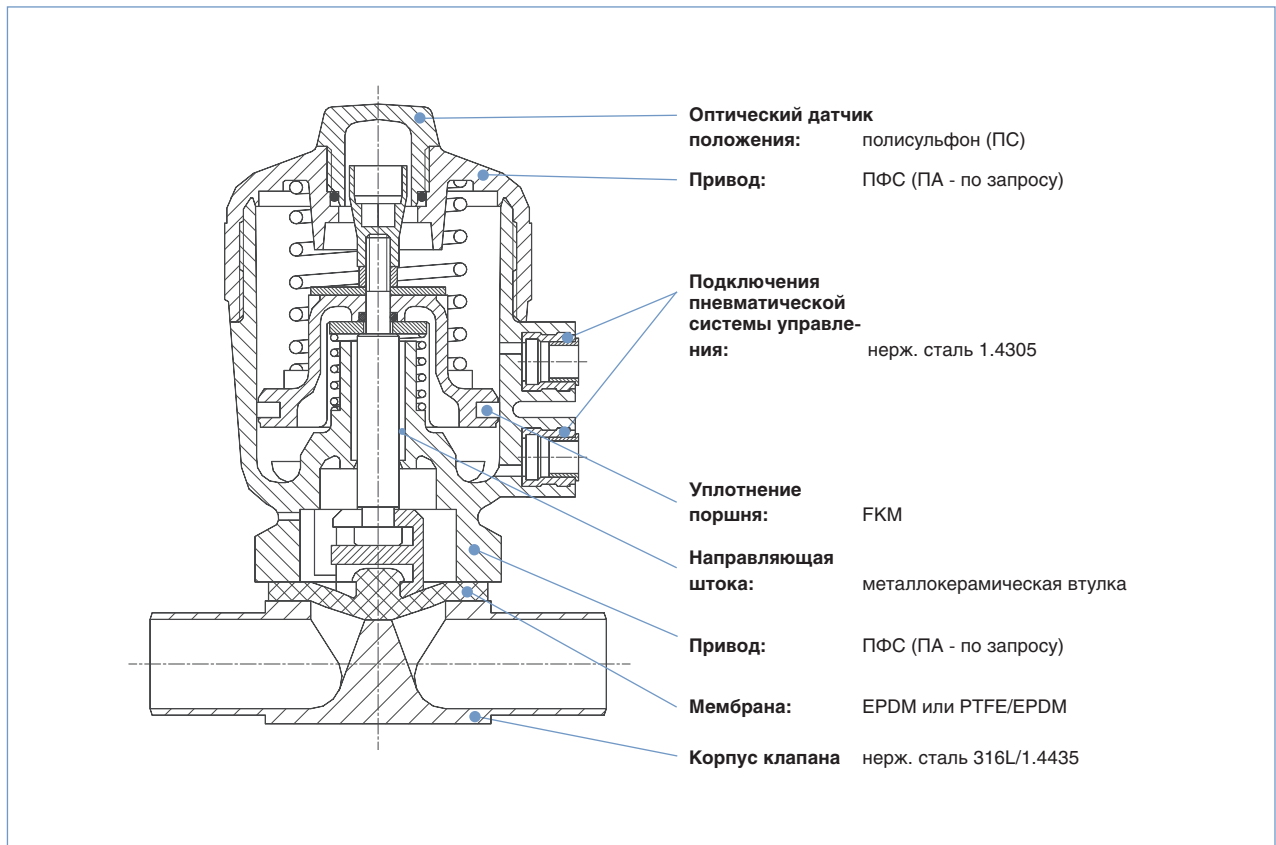 Оптический датчик
положения: полисульфон (ПС)
Привод: ПФС (ПА - по запросу)
Подключения
пневматической
системы управле-
ния: нерж. сталь 1.4305
Уплотнение
поршня: FKM
Направляющая
штока: металлокерамическая втулка
Привод: ПФС (ПА - по запросу)
Мембрана: EPDM или PTFE/EPDM
Корпус клапана нерж. сталь 316L/1.4435